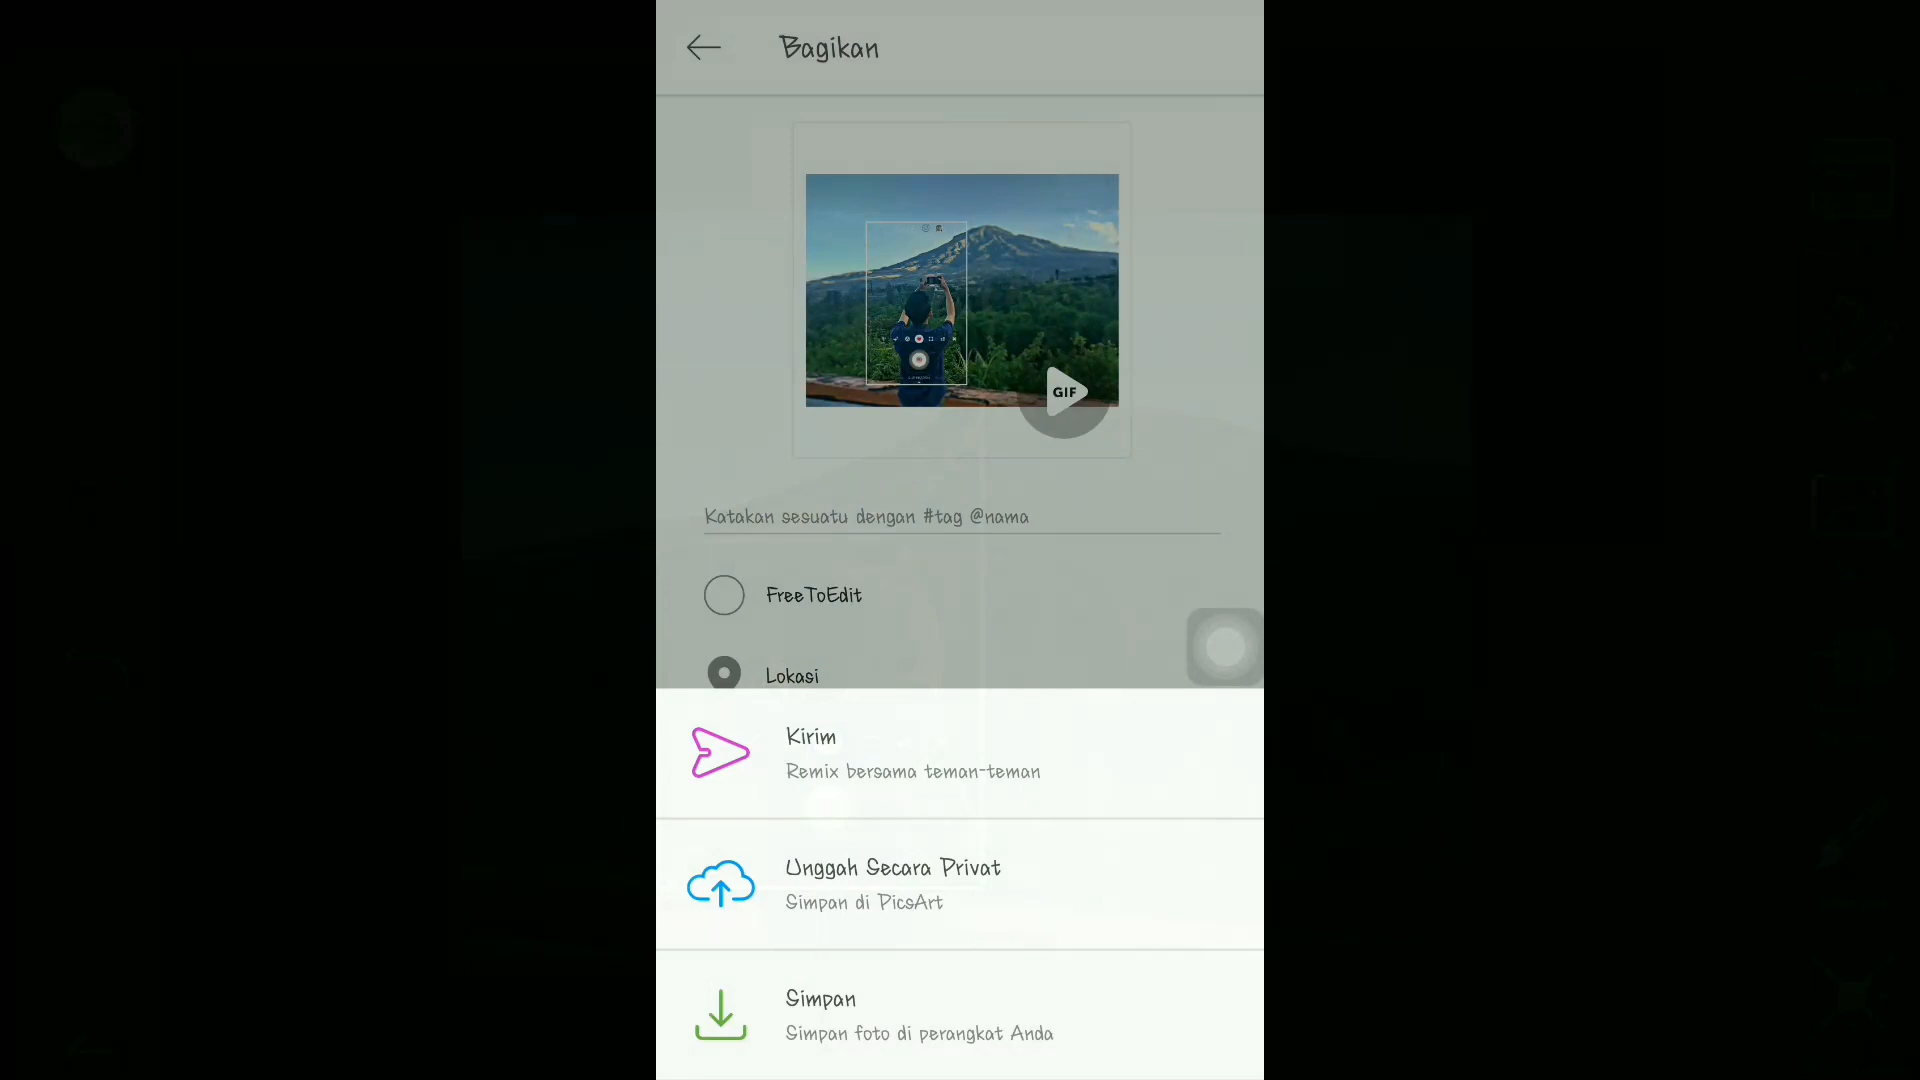 Bagikan
GIF
Katakan sesuatu dengan #tag @nama
FreeToEdit
Lokasi
Kirim
Remix bersama teman-teman
Unggah Secara Privat
Simpan di PicsArt
Simpan
Simpan foto di perangkat Anda